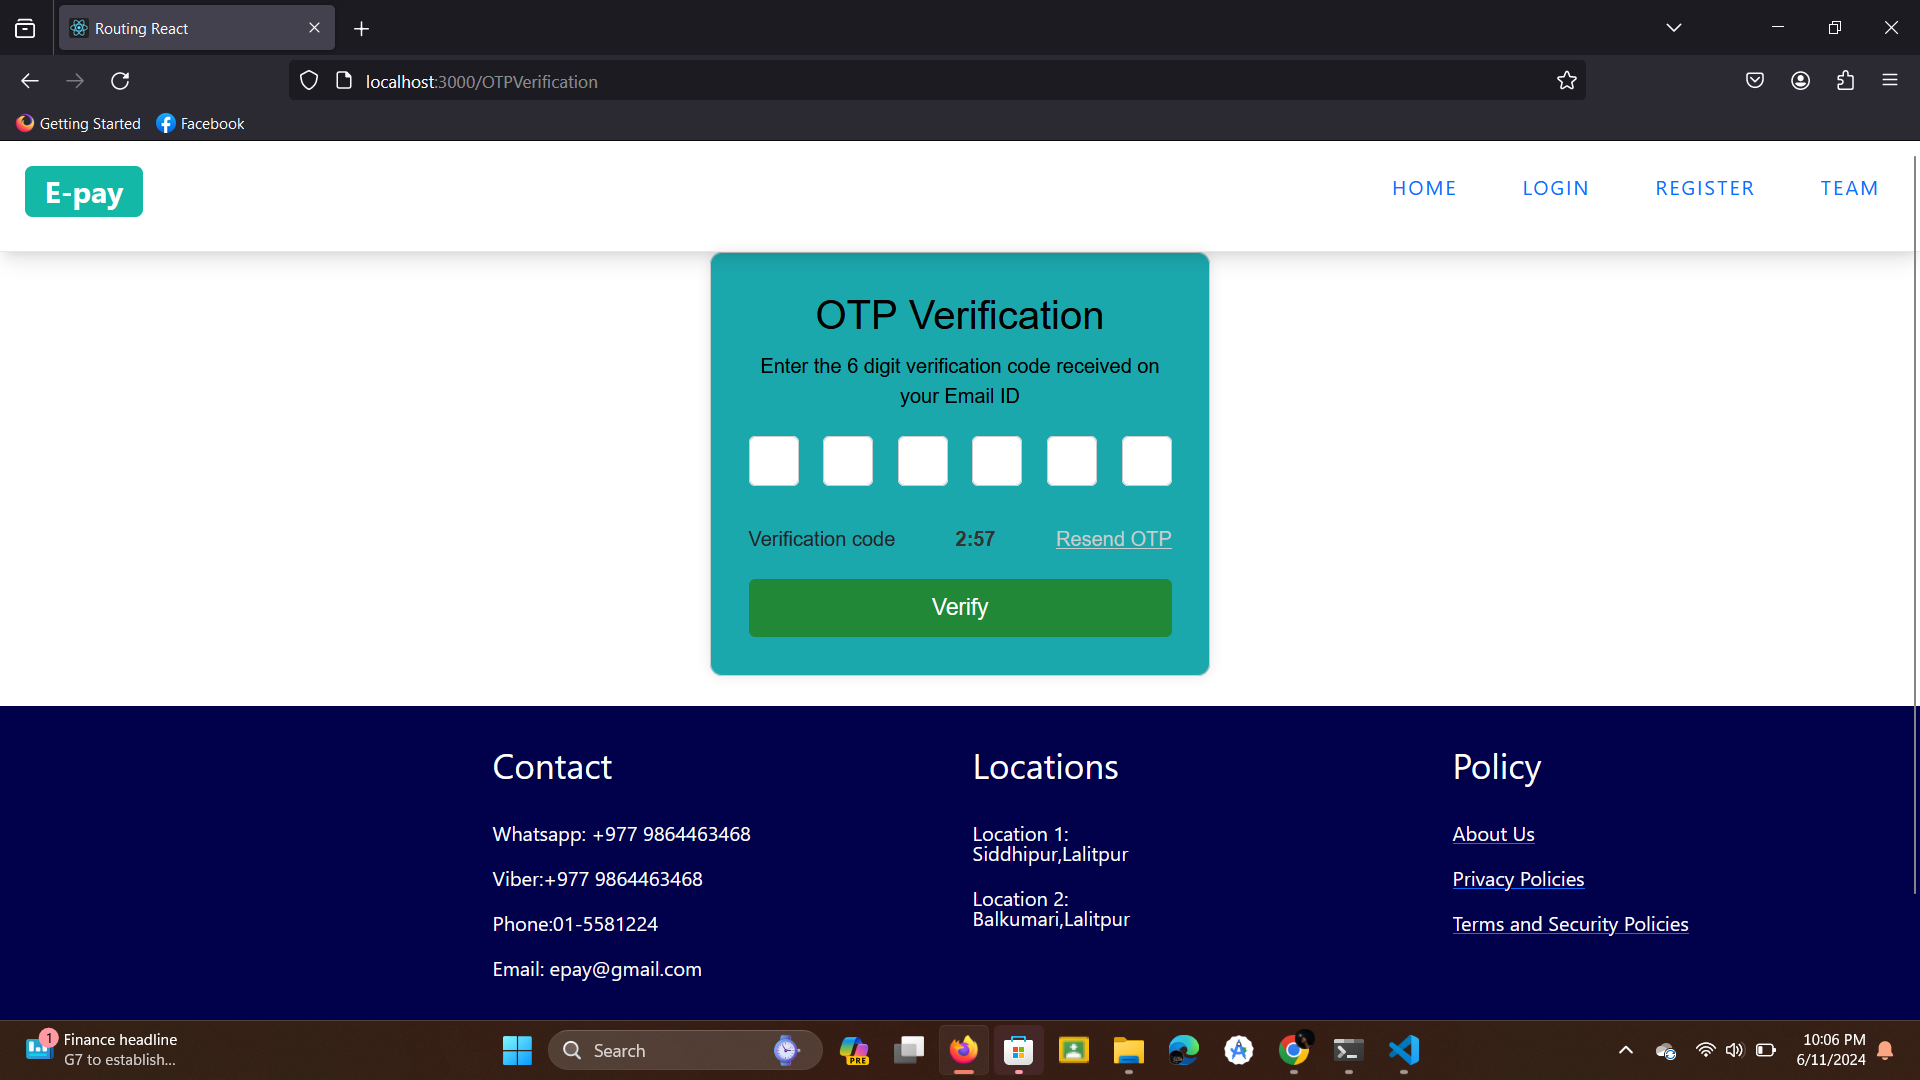 Routing React
localhost:3000/OTPVerification
Getting Started
Facebook
E-pay
HOME
LOGIN
REGISTER
TEAM
OTP Verification
Enter the 6 digit verification code received on
your Email ID
Verification code
2:57
Resend OTP
Verify
Contact
Whatsapp: +977 9864463468
Viber:+977 9864463468
Phone:01-5581224
Email: epay@gmail.com
Locations
Location 1:
Siddhipur,Lalitpur
Location 2:
Balkumari,Lalitpur
Policy
About Us
Privacy Policies
Terms and Security Policies
1
Finance headline
G7 to establish...
Search
PRE
10:06 PM
6/11/2024